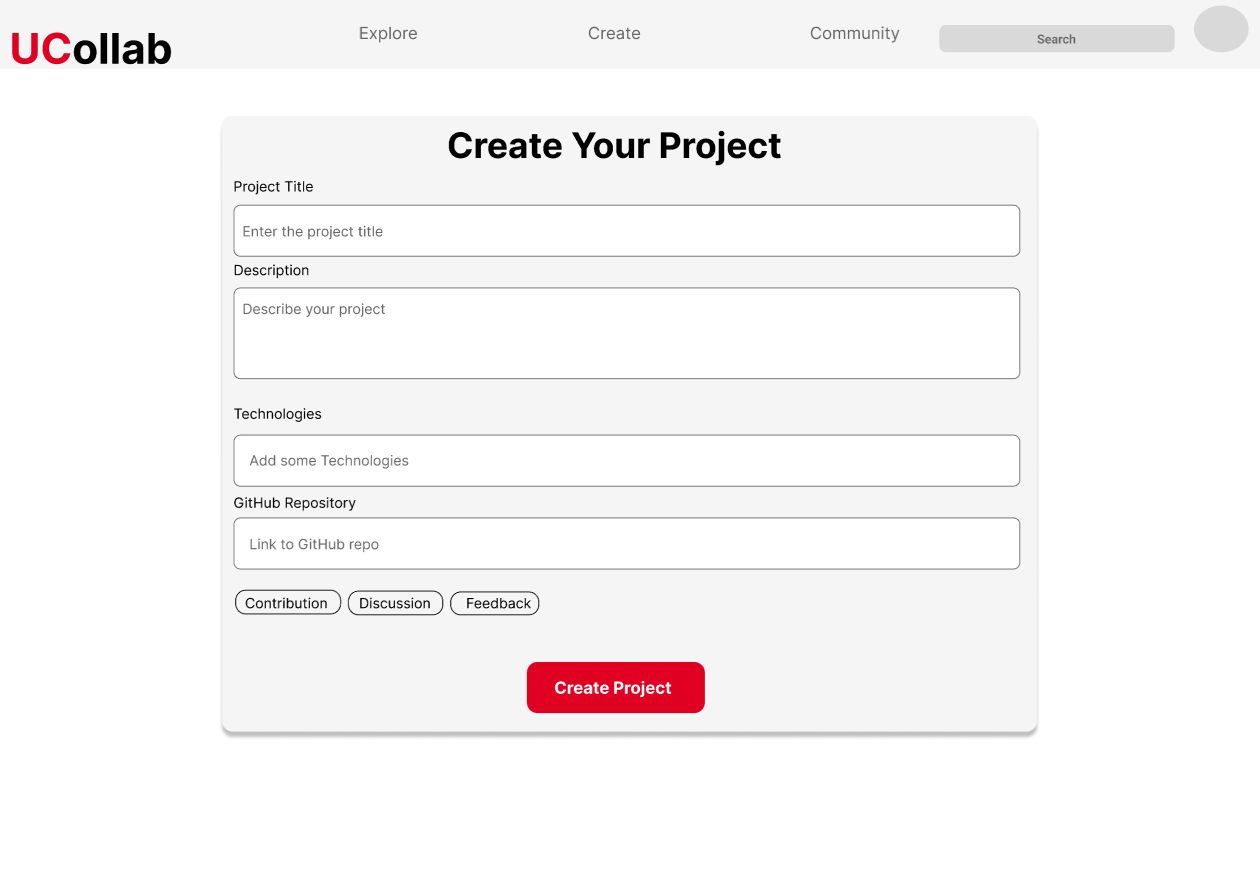 UCollab
Explore
Create
Community
Search
Create Your Project
Project Title
Enter the project title
Description
Describe your project
Technologies
Add some Technologies
GitHub Repository
Link to GitHub repo
Contribution
Discussion
Feedback
Create Project